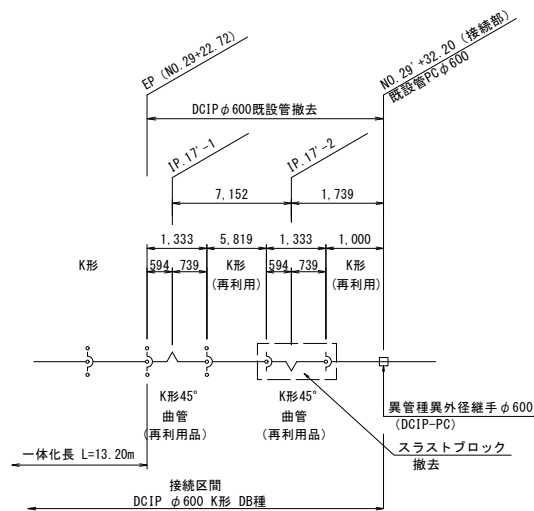 EP (NO.29+22.72)
NO.29'+32.20 (接続部)
既設管PCφ600
DCIPφ600既設管撤去
IP.17'-1
IP.17'-2
7,152
1,739
1,333
5,819
1,333
1,000
K形
594
739
K形
(再利用)
594
739
K形
(再利用)
K形45°
曲管
(再利用品)
K形45°
曲管
(再利用品)
異管種異外径継手φ600
(DCIP-PC)
スラストブロック
撤去
一体化長 L=13.20m
接続区間
DCIP φ600 K形 DB種